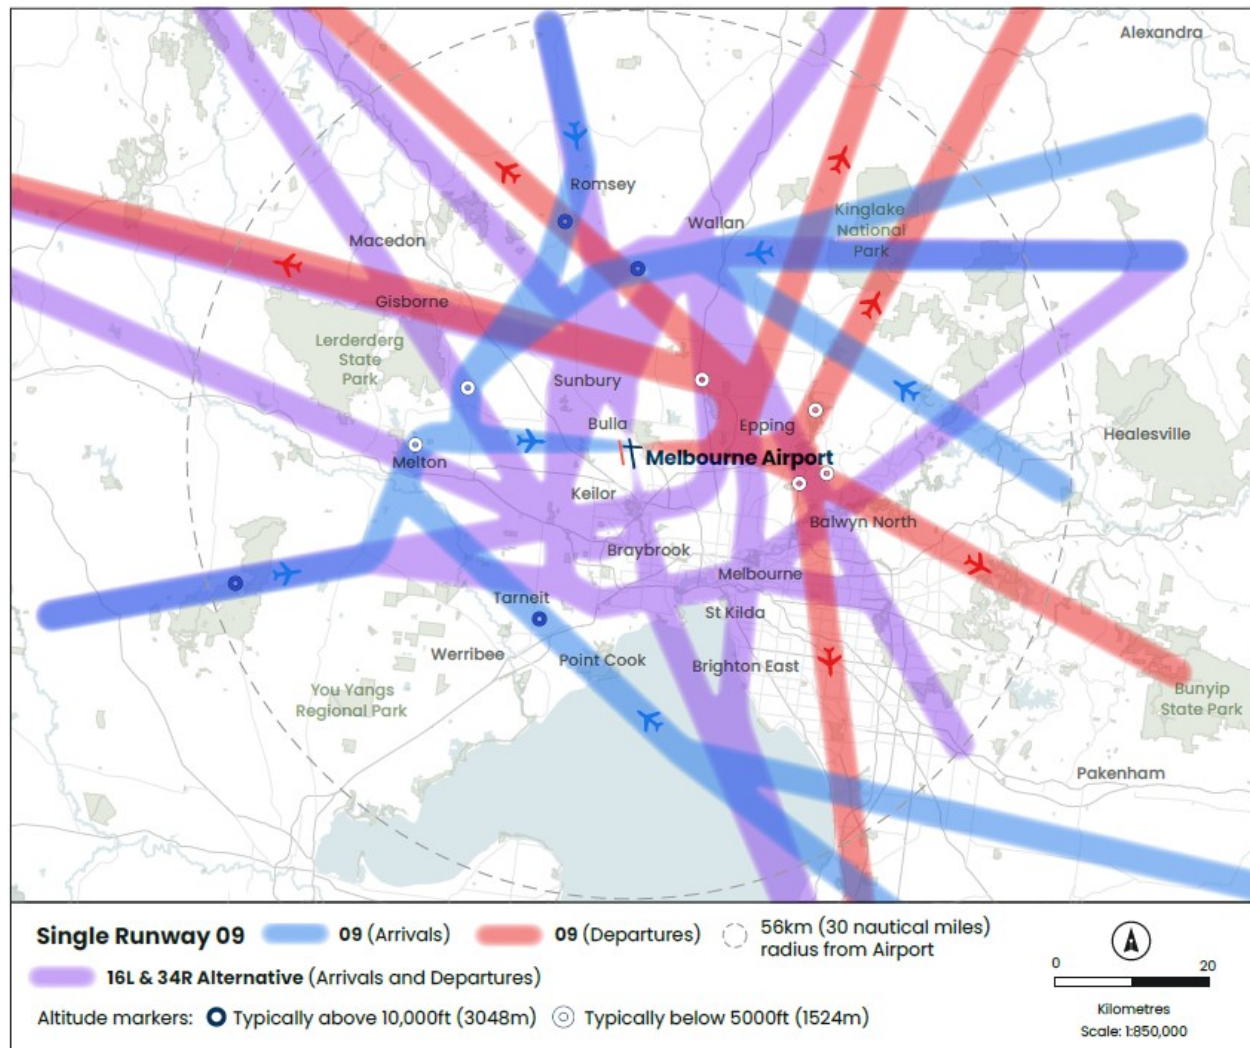 Alexandra
Romsey
Wallan
Kinglake
National
Park
Macedon
Gisborne
Lerderderg
State
Park
Sunbury
Bulla
Epping
Healesville
Melbourne Airport
Melton
Keilor
Balwyn North
Braybrook
Melbourne
Tarneit
St Kilda
Werribee
Point Cook
Brighton East
You Yangs
Regional Park
Bunyip
State Park
Pakenham
Single Runway 09
09 (Arrivals)
09 (Departures)
56km (30 nautical miles)
radius from Airport
16L & 34R Alternative (Arrivals and Departures)
Altitude markers:
Typically above 10,000ft (3048m)
Typically below 5000ft (1524m)
0 20
Kilometres
Scale: 1:850,000